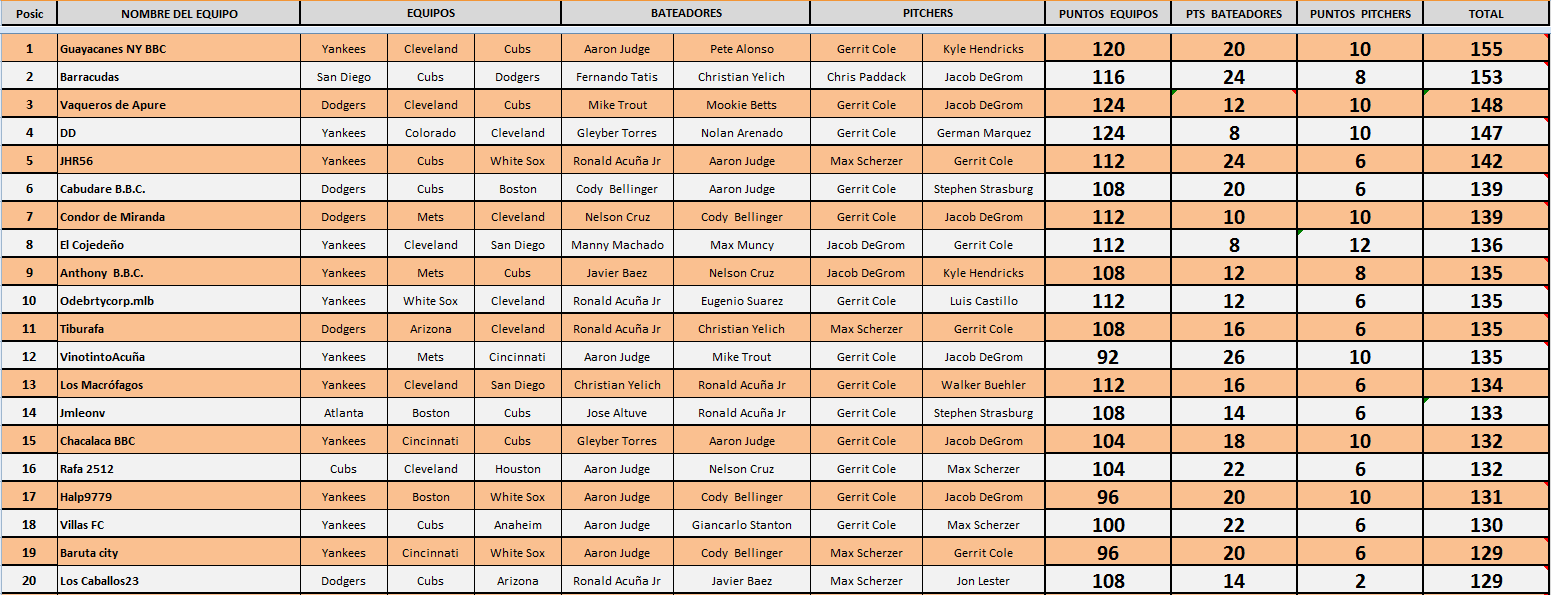 Posic NOMBRE DEL EQUIPO EQUIPOS BATEADORES PITCHERS PUNTOS EQUIPOS PTS BATEADORES PUNTOS PITCHERS TOTAL
1 Guayacanes NY BBC Yankees Cleveland Cubs Aaron Judge Pete Alonso Gerrit Cole Kyle Hendricks 120 20 10 155
2 Barracudas San Diego Cubs Dodgers Fernando Tatis Christian Yelich Chris Paddack Jacob DeGrom 116 24 8 153
3 Vaqueros de Apure Dodgers Cleveland Cubs Mike Trout Mookie Betts Gerrit Cole Jacob DeGrom 124 12 10 148
4 DD Yankees Colorado Cleveland Gleyber Torres Nolan Arenado Gerrit Cole German Marquez 124 8 10 147
5 JHR56 Yankees Cubs White Sox Ronald Acuña Jr Aaron Judge Max Scherzer Gerrit Cole 112 24 6 142
6 Cabudare B.B.C. Dodgers Cubs Boston Cody Bellinger Aaron Judge Gerrit Cole Stephen Strasburg 108 20 6 139
7 Condor de Miranda Dodgers Mets Cleveland Nelson Cruz Cody Bellinger Gerrit Cole Jacob DeGrom 112 10 10 139
8 El Cojedeño Yankees Cleveland San Diego Manny Machado Max Muncy Jacob DeGrom Gerrit Cole 112 8 12 136
9 Anthony B.B.C. Yankees Mets Cubs Javier Baez Nelson Cruz Jacob DeGrom Kyle Hendricks 108 12 8 135
10 Odebrtycorp.mlb Yankees White Sox Cleveland Ronald Acuña Jr Eugenio Suarez Gerrit Cole Luis Castillo 112 12 6 135
11 Tiburafa Dodgers Arizona Cleveland Ronald Acuña Jr Christian Yelich Max Scherzer Gerrit Cole 108 16 6 135
12 VinotintoAcuña Yankees Mets Cincinnati Aaron Judge Mike Trout Gerrit Cole Jacob DeGrom 92 26 10 135
13 Los Macrófagos Yankees Cleveland San Diego Christian Yelich Ronald Acuña Jr Gerrit Cole Walker Buehler 112 16 6 134
14 Jmleonv Atlanta Boston Cubs Jose Altuve Ronald Acuña Jr Gerrit Cole Stephen Strasburg 108 14 6 133
15 Chacalaca BBC Yankees Cincinnati Cubs Gleyber Torres Aaron Judge Gerrit Cole Jacob DeGrom 104 18 10 132
16 Rafa 2512 Cubs Cleveland Houston Aaron Judge Nelson Cruz Gerrit Cole Max Scherzer 104 22 6 132
17 Halp9779 Yankees Boston White Sox Aaron Judge Cody Bellinger Gerrit Cole Jacob DeGrom 96 20 10 131
18 Villas FC Yankees Cubs Anaheim Aaron Judge Giancarlo Stanton Gerrit Cole Max Scherzer 100 22 6 130
19 Baruta city Yankees Cincinnati White Sox Aaron Judge Cody Bellinger Max Scherzer Gerrit Cole 96 20 6 129
20 Los Caballos23 Dodgers Cubs Arizona Ronald Acuña Jr Javier Baez Max Scherzer Jon Lester 108 14 2 129